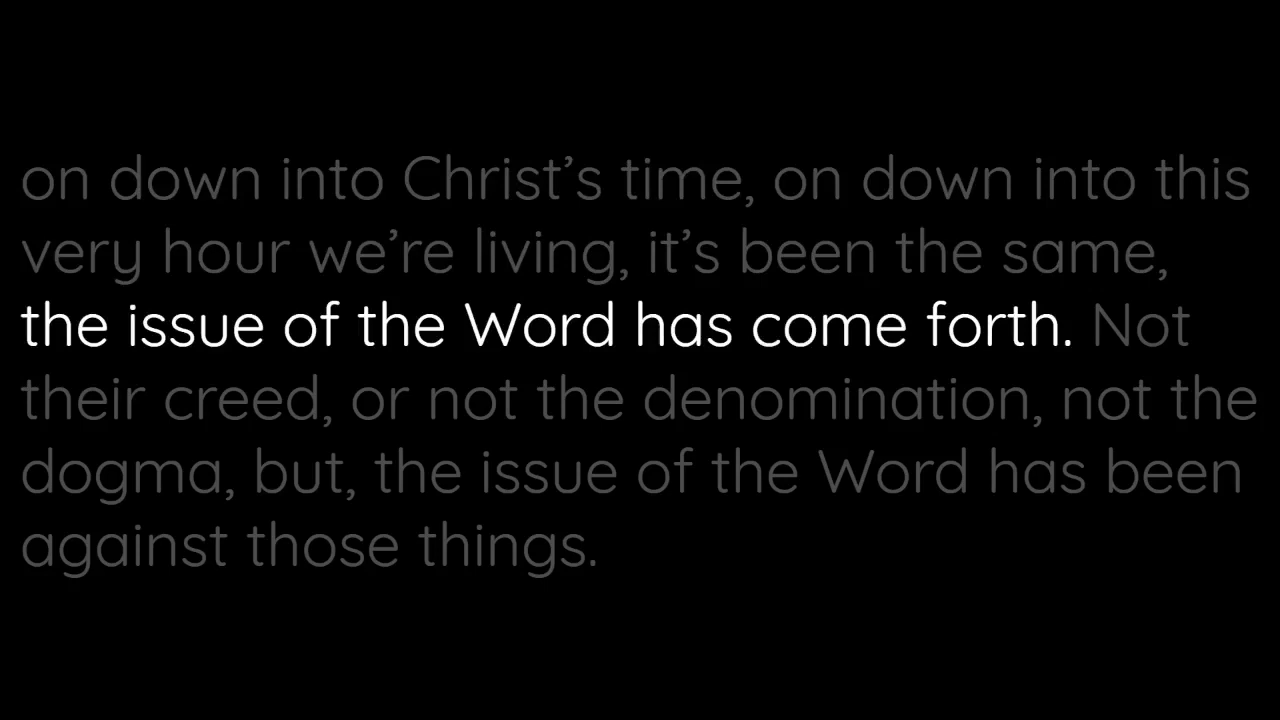 on down into Christ’s time, on down into this
very hour we’re living, it’s been the same,
the issue of the Word has come forth. Not
their creed, or not the denomination, not the
dogma, but, the issue of the Word has been
against those things.